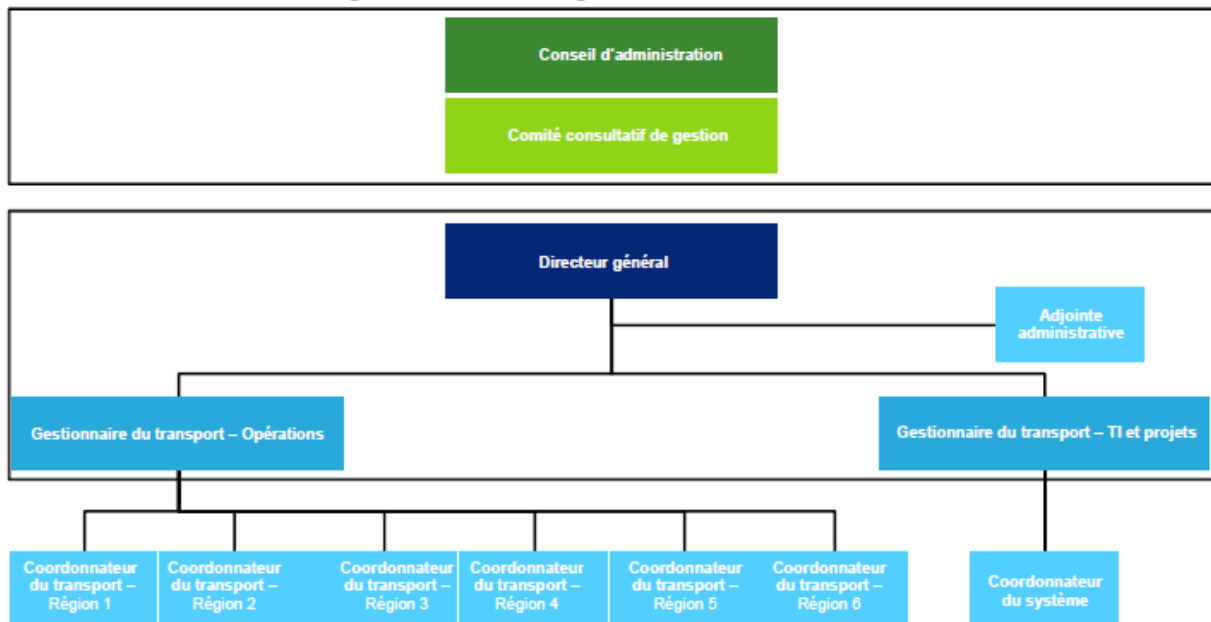 Conseil d'administration
Comité consultatif de gestion
Directeur général
Adjointe
administrative
Gestionnaire du transport – Opérations
Gestionnaire du transport – TI et projets
Coordonnateur
du transport –
Région 1
Coordonnateur
du transport –
Région 2
Coordonnateur
du transport –
Région 3
Coordonnateur
du transport –
Région 4
Coordonnateur
du transport –
Région 5
Coordonnateur
du transport –
Région 6
Coordonnateur
du système